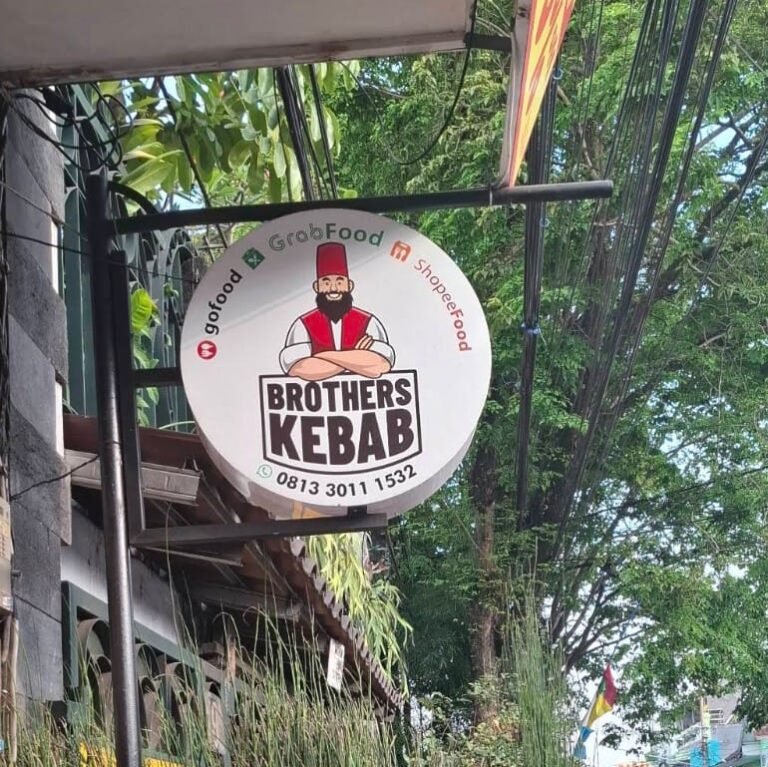 gofood
GrabFood
ShopeeFood
BROTHERS
KEBAB
0813 3011 1532